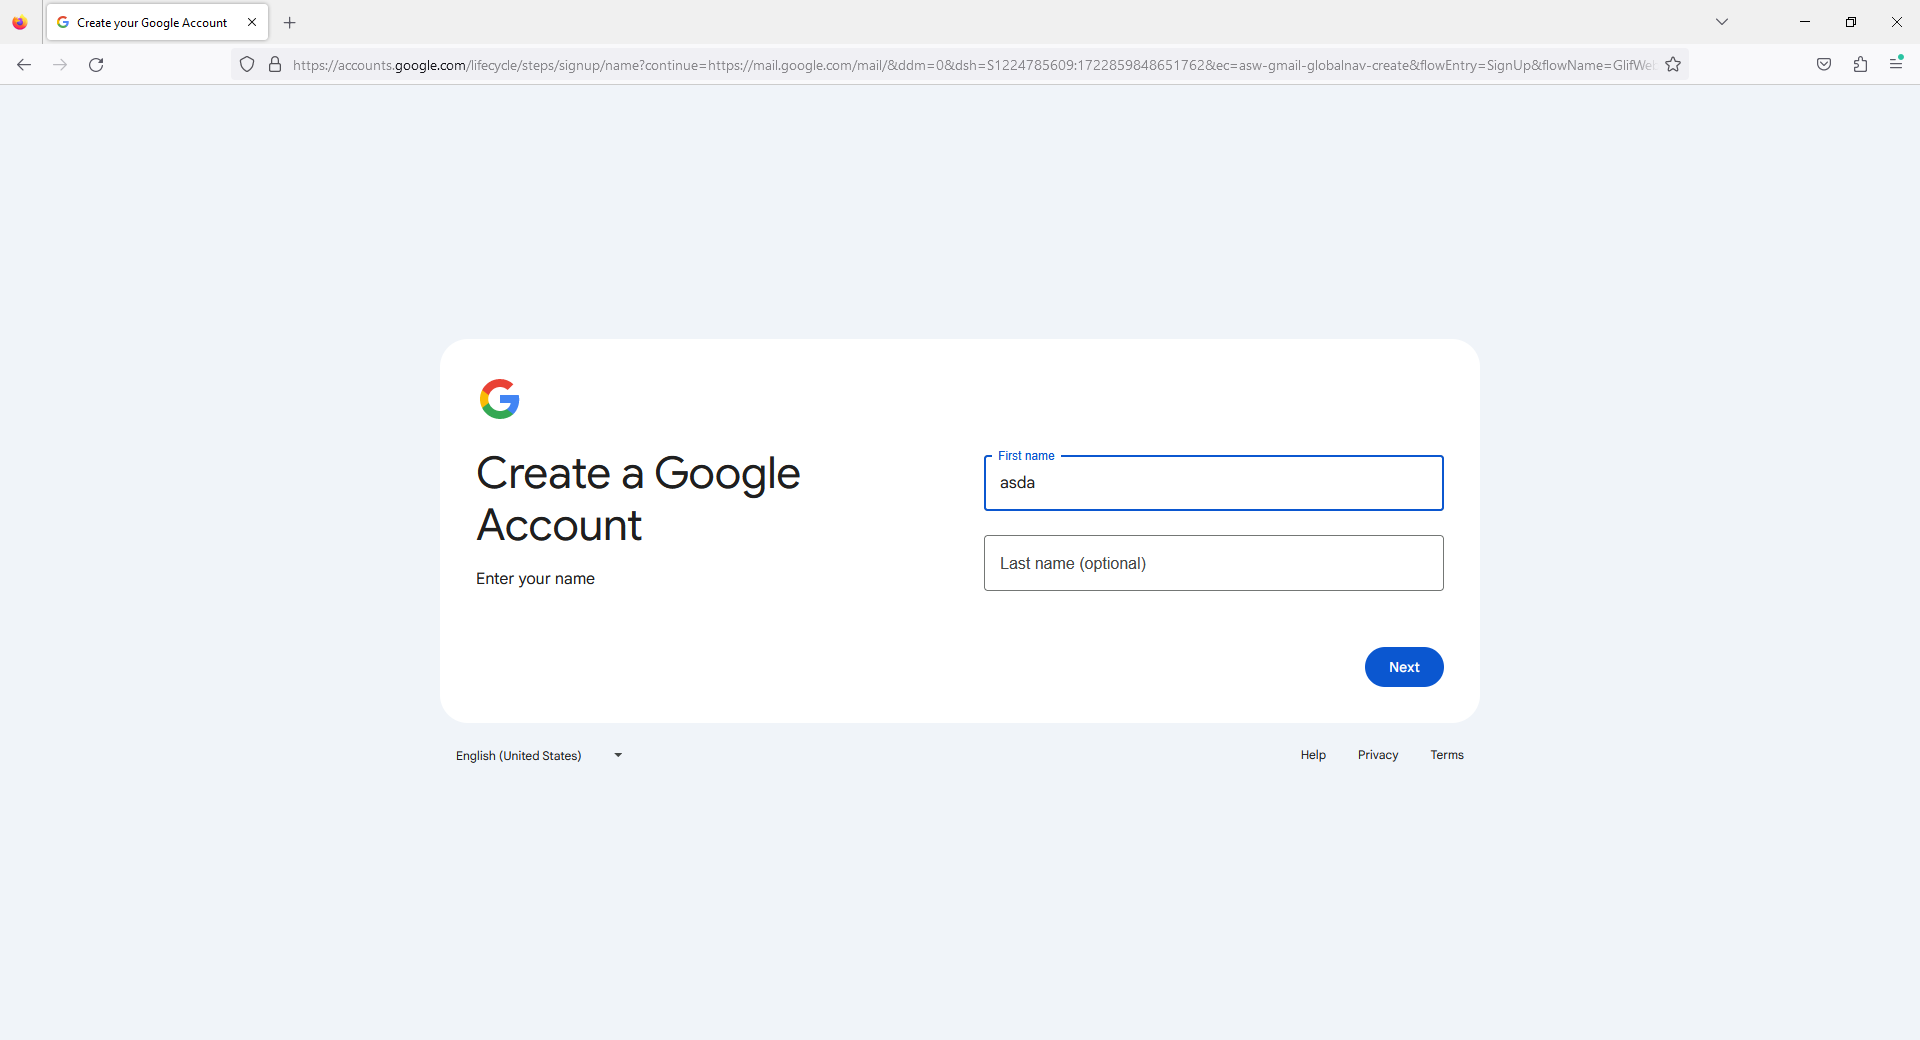 Create your Google Account
https://accounts.google.com/lifecycle/steps/signup/name?continue=https://mail.google.com/mail/&ddm=0&dsh=S1224785609:1722859848651762&ec=asw-gmail-globalnav-create&flowEntry=SignUp&flowName=GlifWeb
Create a Google
Account
Enter your name
First name
asda
Last name (optional)
Next
English (United States)
Help Privacy Terms